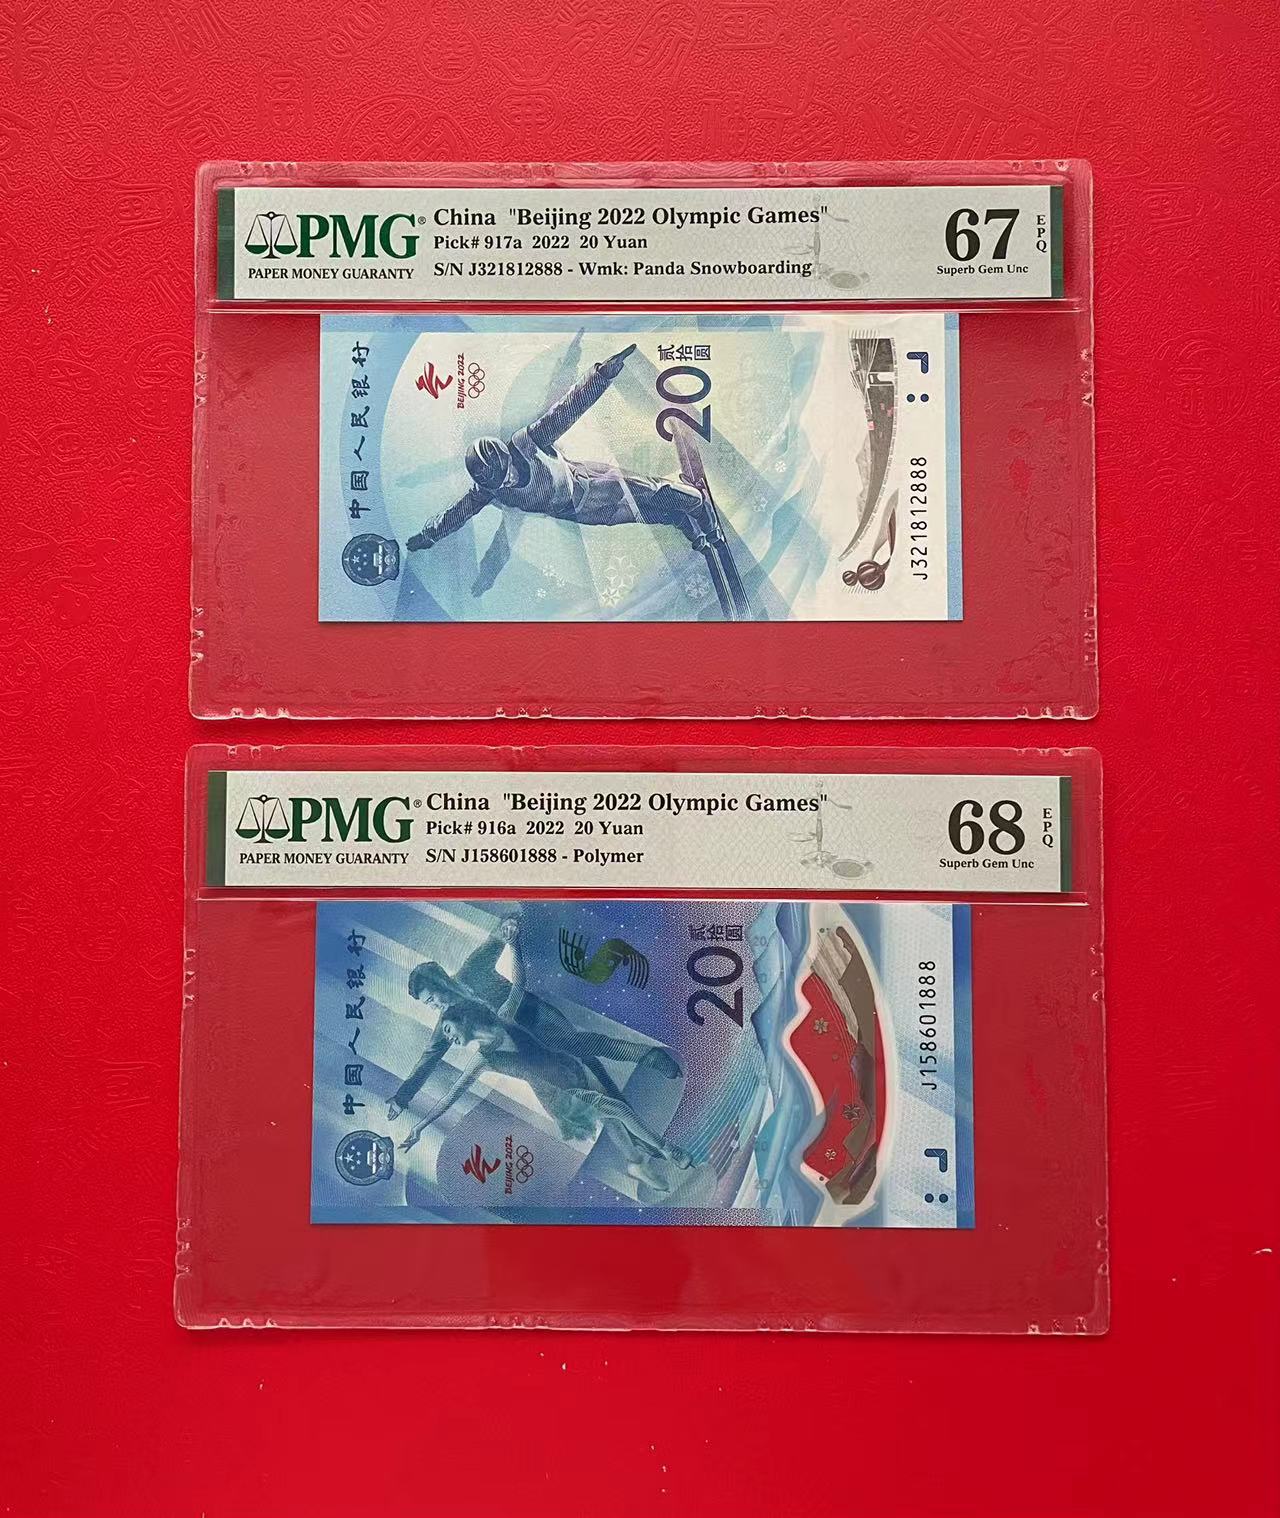 PMG®
PAPER MONEY GUARANTY
China "Beijing 2022 Olympic Games"
Pick# 917a 2022 20 Yuan
S/N J321812888 - Wmk: Panda Snowboarding
67
EPQ
Superb Gem Unc
中国人民银行
BEIJING 2022
贰拾圆
20
J321812888
PMG®
PAPER MONEY GUARANTY
China "Beijing 2022 Olympic Games"
Pick# 916a 2022 20 Yuan
S/N J158601888 - Polymer
68
EPQ
Superb Gem Unc
中国人民银行
BEIJING 2022
贰拾圆
20
J158601888